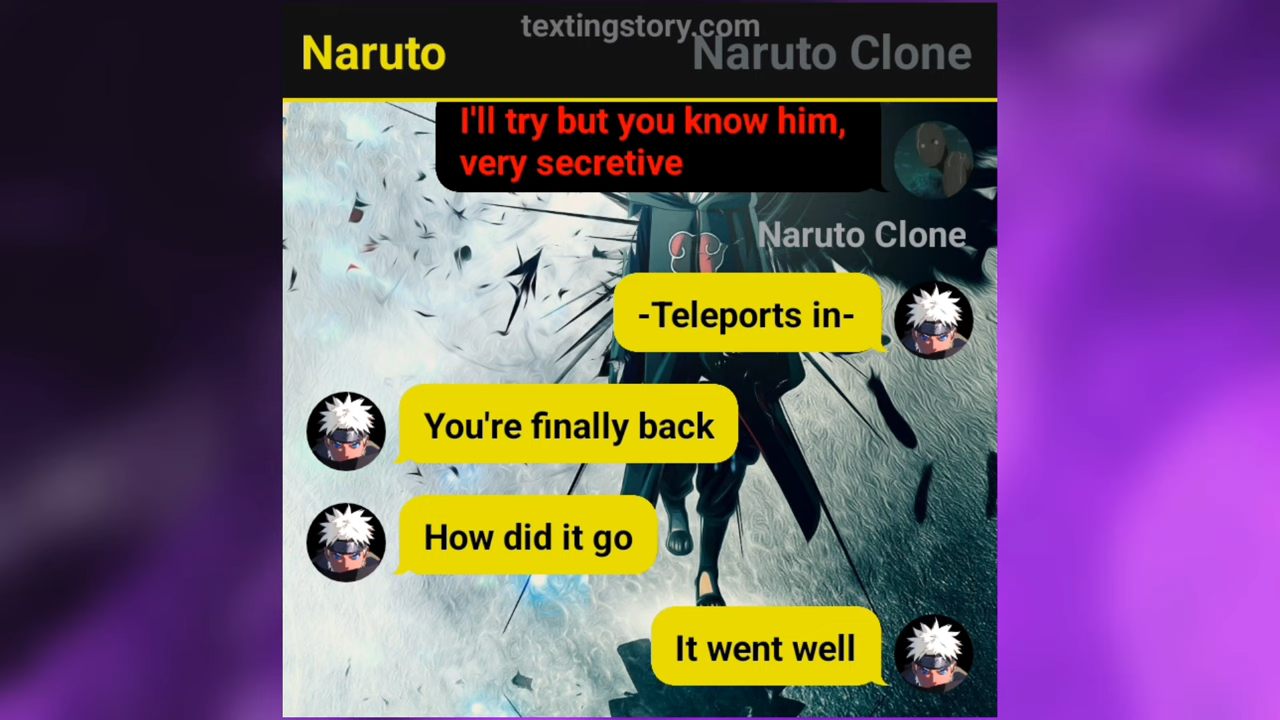 textingstory.com
Naruto
Naruto Clone
I'll try but you know him,
very secretive
Naruto Clone
-Teleports in-
You're finally back
How did it go
It went well